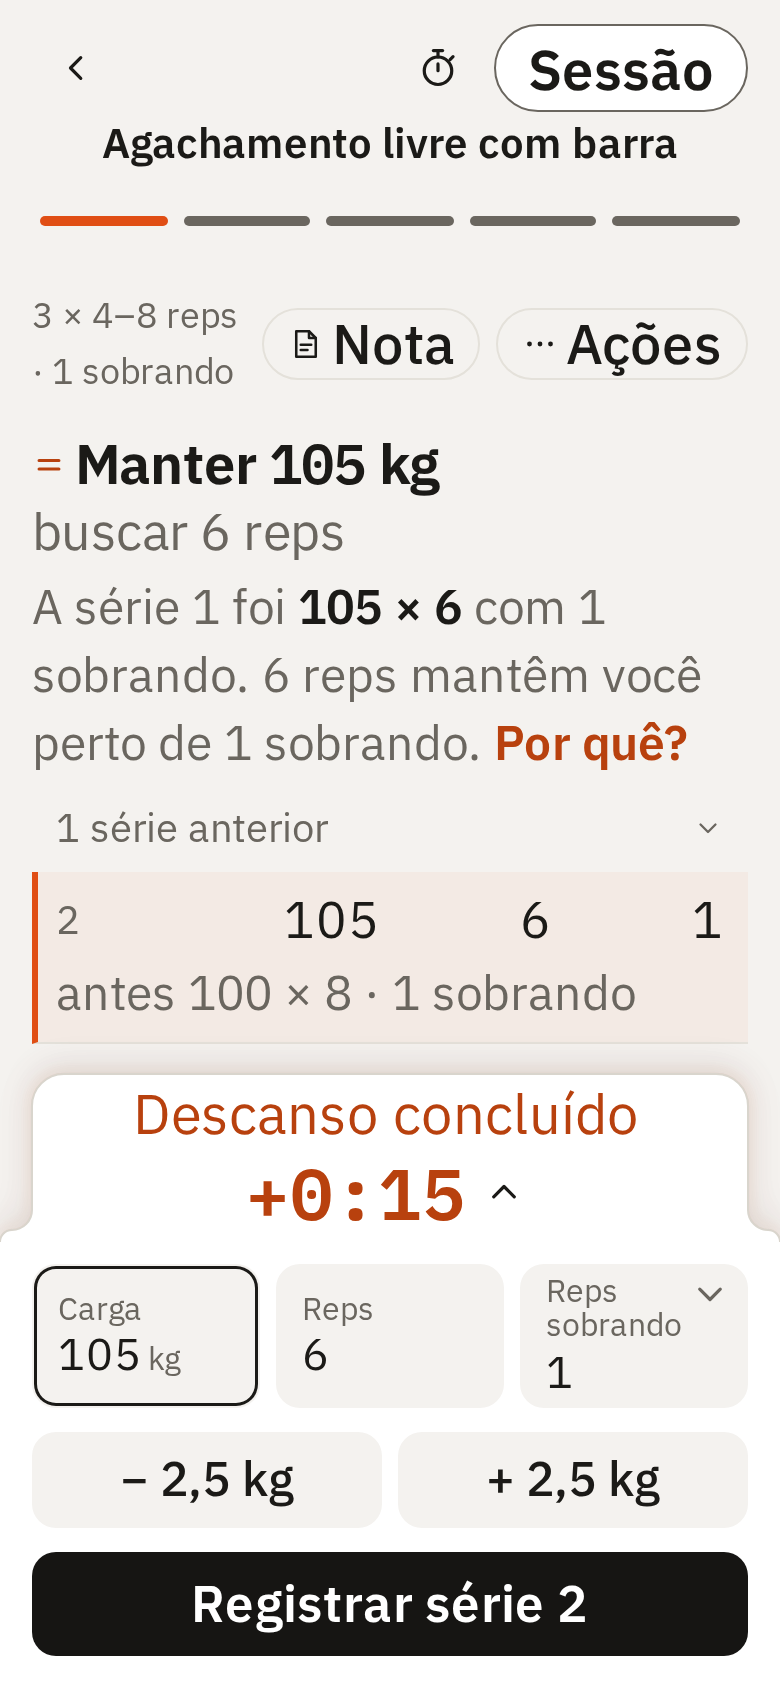 Sessão
Agachamento livre com barra
3 × 4–8 reps
· 1 sobrando
Nota
Ações
= Manter 105 kg
buscar 6 reps
A série 1 foi 105 × 6 com 1
sobrando. 6 reps mantêm você
perto de 1 sobrando. Por quê?
1 série anterior
2 105 6 1
antes 100 × 8 · 1 sobrando
Descanso concluído
+0:15
Carga
105 kg
Reps
6
Reps
sobrando
1
− 2,5 kg
+ 2,5 kg
Registrar série 2